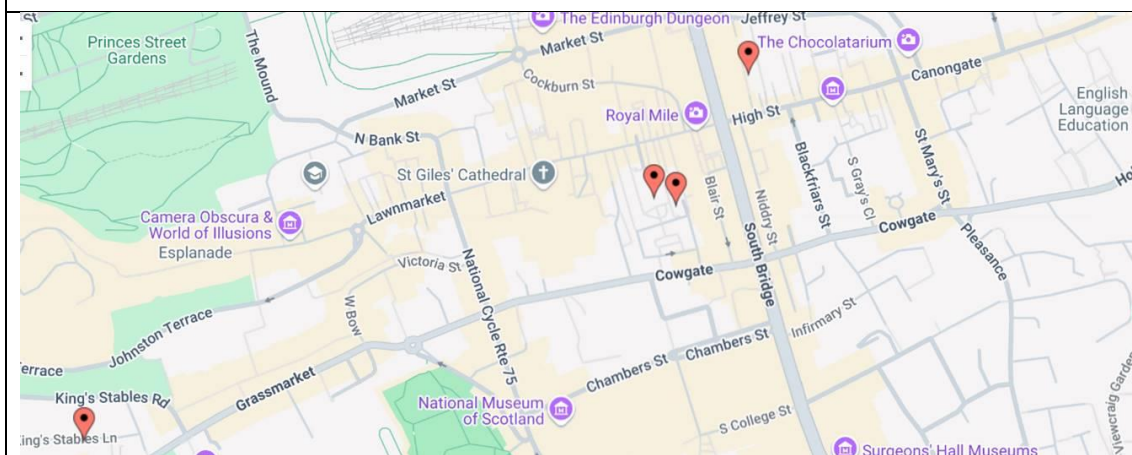 St
The Edinburgh Dungeon
Jeffrey St
Princes Street
Gardens
The Mound
Market St
The Chocolatarium
Cockburn St
Canongate
Market St
English
Language
Education
Royal Mile
High St
N Bank St
St Giles' Cathedral
Blackfriars St
S Gray's Cl
St Mary's St
Blair St
Niddry St
Lawnmarket
Camera Obscura &
World of Illusions
Esplanade
Cowgate
Pleasance
South Bridge
Victoria St
National Cycle Rte 75
Cowgate
W Bow
Infirmary St
Johnston Terrace
Chambers St
Chambers St
Grassmarket
King's Stables Rd
National Museum
of Scotland
S College St
Surgeons' Hall Museums